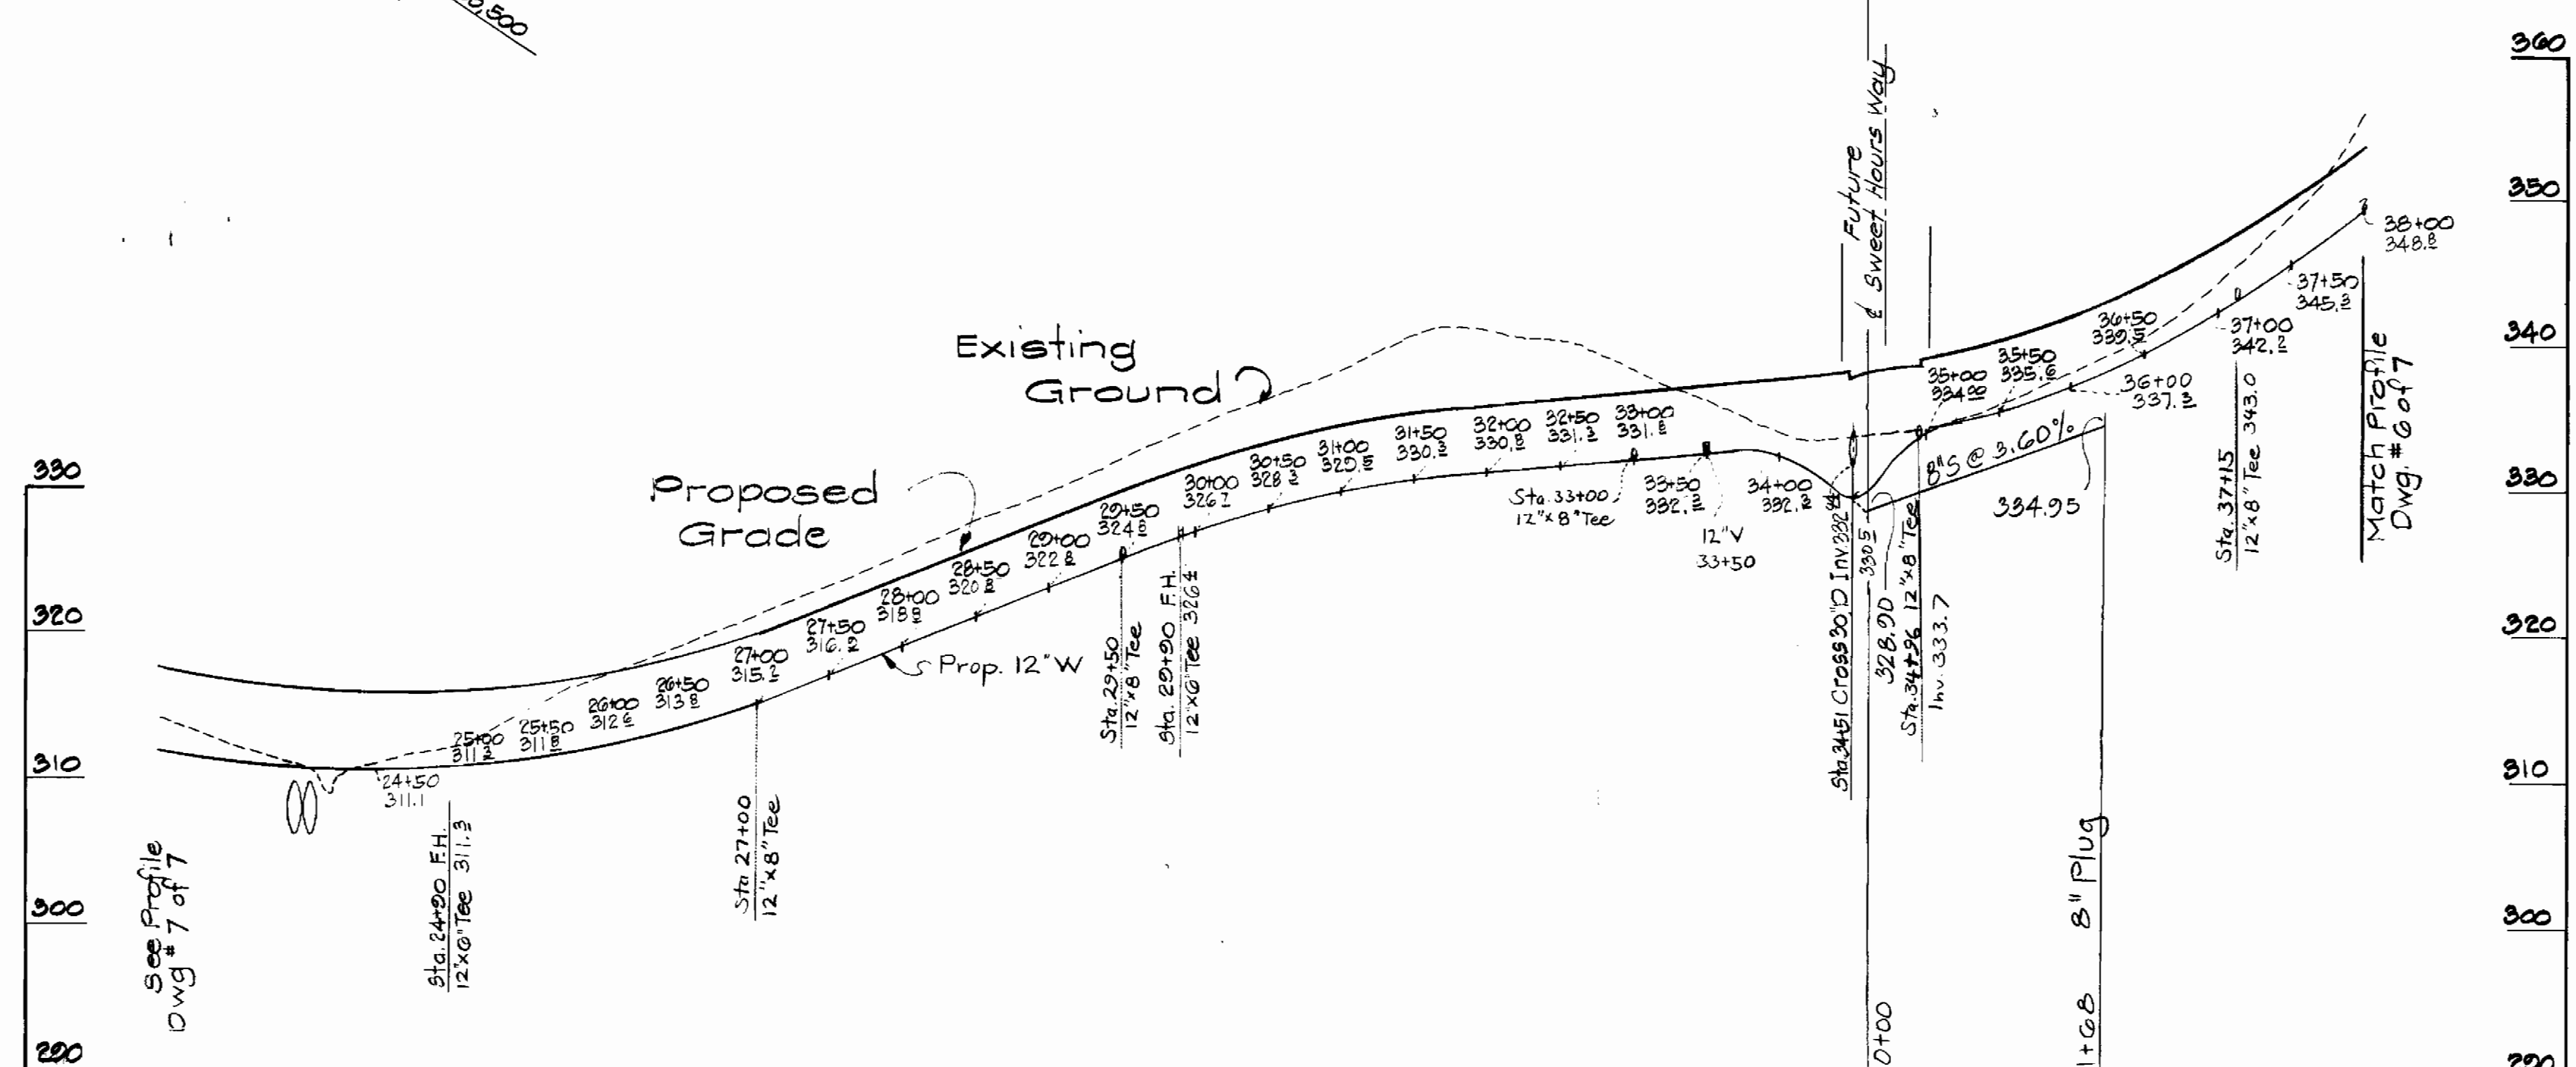 360
350
340
330
320
310
300
330
320
310
300
290
Future
℄ Sweet Hours Way
Existing
Ground
Proposed
Grade
Prop. 12"W
See Profile
Dwg #7 of 7
24+50
311.1
Sta. 24+90 F.H.
12"x6" Tee 311.3
25+00
311.3
25+50
311.8
26+00
312.6
26+50
313.8
27+00
315.2
Sta 27+00
12"x8" Tee
27+50
316.9
28+00
318.8
28+50
320.8
29+00
322.8
29+50
324.8
Sta. 29+50
12"x8" Tee
Sta. 29+90 F.H.
12"x6" Tee 326.4
30+00
326.7
30+50
328.3
31+00
329.5
31+50
330.3
32+00
330.8
32+50
331.3
33+00
331.8
Sta. 33+00
12"x8" Tee
33+50
332.3
12"V
33+50
34+00
332.2
Sta. 34+51 Cross 30"D Inv.
330.5
328.90
Sta. 34+96 12"x8" Tee
Inv. 333.7
35+00
334.00
35+50
335.6
36+00
337.3
36+50
339.5
8"S @ 3.60%
334.95
37+00
342.2
Sta. 37+15
12"x8" Tee 343.0
37+50
345.3
38+00
348.8
Match Profile
Dwg. #6 of 7
0+00
1+68 8" Plug